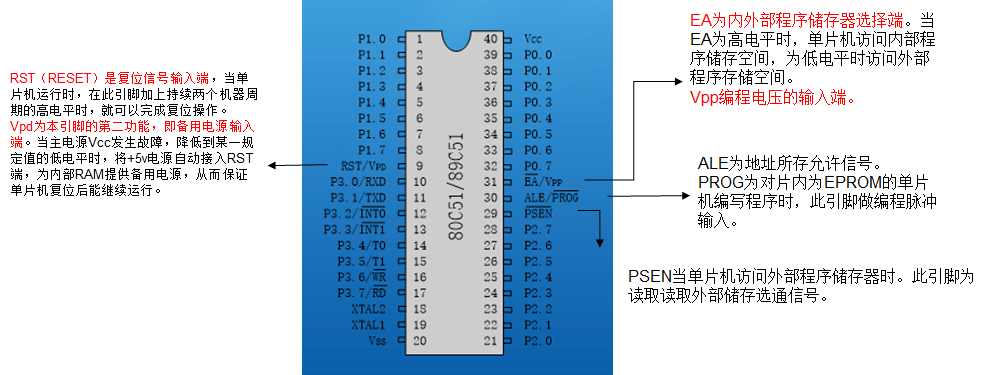 RST（RESET）是复位信号输入端，当单
片机运行时，在此引脚加上持续两个机器周
期的高电平时，就可以完成复位操作。
Vpd为本引脚的第二功能，即备用电源输入
端。当主电源Vcc发生故障，降低到某一规
定值的低电平时，将+5v电源自动接入RST
端，为内部RAM提供备用电源，从而保证
单片机复位后能继续运行。
P1.0 1
P1.1 2
P1.2 3
P1.3 4
P1.4 5
P1.5 6
P1.6 7
P1.7 8
RST/VPD 9
P3.0/RXD 10
P3.1/TXD 11
P3.2/INT0 12
P3.3/INT1 13
P3.4/T0 14
P3.5/T1 15
P3.6/WR 16
P3.7/RD 17
XTAL2 18
XTAL1 19
Vss 20
80C51/89C51
40 Vcc
39 P0.0
38 P0.1
37 P0.2
36 P0.3
35 P0.4
34 P0.5
33 P0.6
32 P0.7
31 EA/VPP
30 ALE/PROG
29 PSEN
28 P2.7
27 P2.6
26 P2.5
25 P2.4
24 P2.3
23 P2.2
22 P2.1
21 P2.0
EA为内外部程序储存器选择端。当
EA为高电平时，单片机访问内部程
序储存空间，为低电平时访问外部
程序存储空间。
Vpp编程电压的输入端。
ALE为地址所存允许信号。
PROG为对片内为EPROM的单片
机编写程序时，此引脚做编程脉冲
输入。
PSEN当单片机访问外部程序储存器时。此引脚为
读取读取外部储存选通信号。